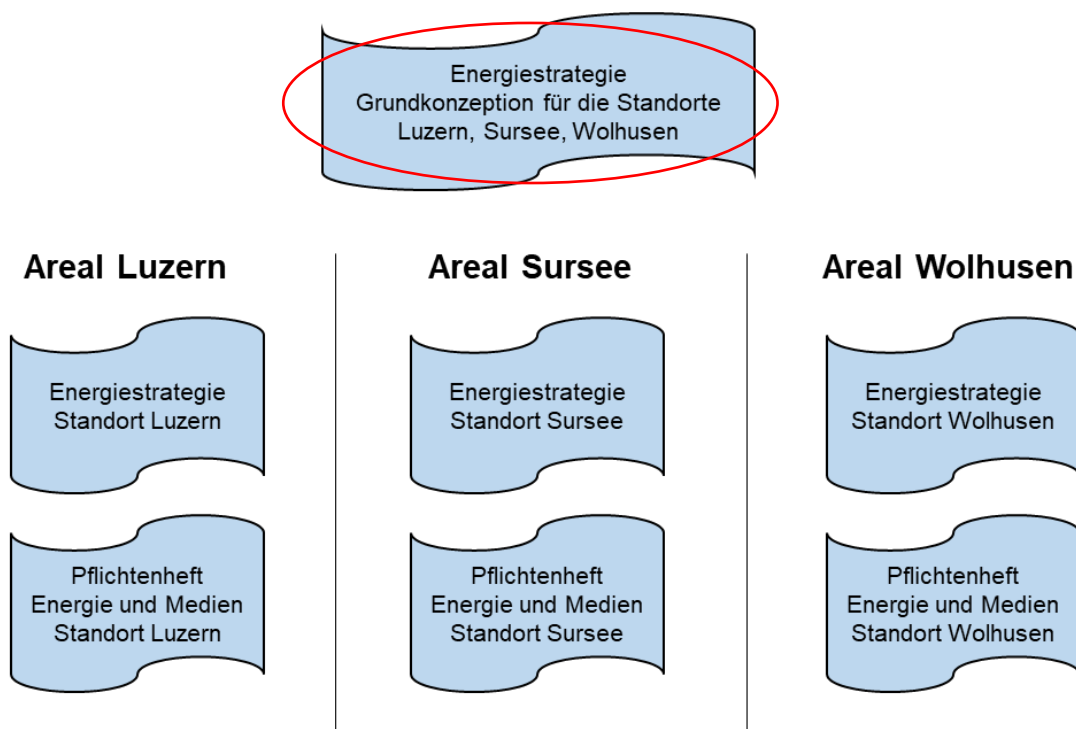 Energiestrategie
Grundkonzeption für die Standorte
Luzern, Sursee, Wolhusen
Areal Luzern
Energiestrategie
Standort Luzern
Pflichtenheft
Energie und Medien
Standort Luzern
Areal Sursee
Energiestrategie
Standort Sursee
Pflichtenheft
Energie und Medien
Standort Sursee
Areal Wolhusen
Energiestrategie
Standort Wolhusen
Pflichtenheft
Energie und Medien
Standort Wolhusen